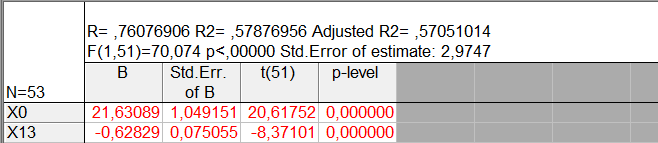 R= ,76076906 R2= ,57876956 Adjusted R2= ,57051014
F(1,51)=70,074 p<,00000 Std.Error of estimate: 2,9747
N=53 B Std.Err. of B t(51) p-level
X0 21,63089 1,049151 20,61752 0,000000
X13 -0,62829 0,075055 -8,37101 0,000000